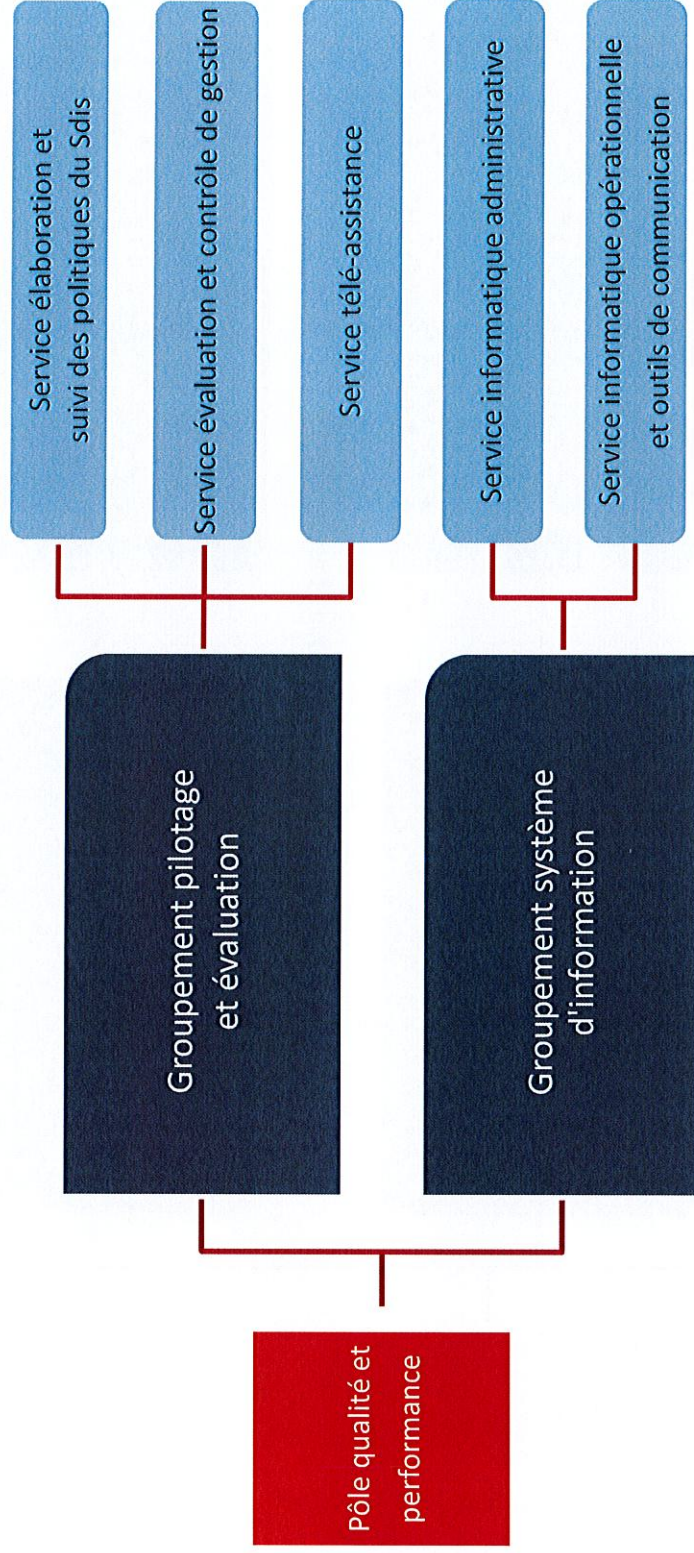 Pôle qualité et
performance
Groupement pilotage
et évaluation
Service élaboration et
suivi des politiques du Sdis
Service évaluation et contrôle de gestion
Service télé-assistance
Groupement système
d'information
Service informatique administrative
Service informatique opérationnelle
et outils de communication